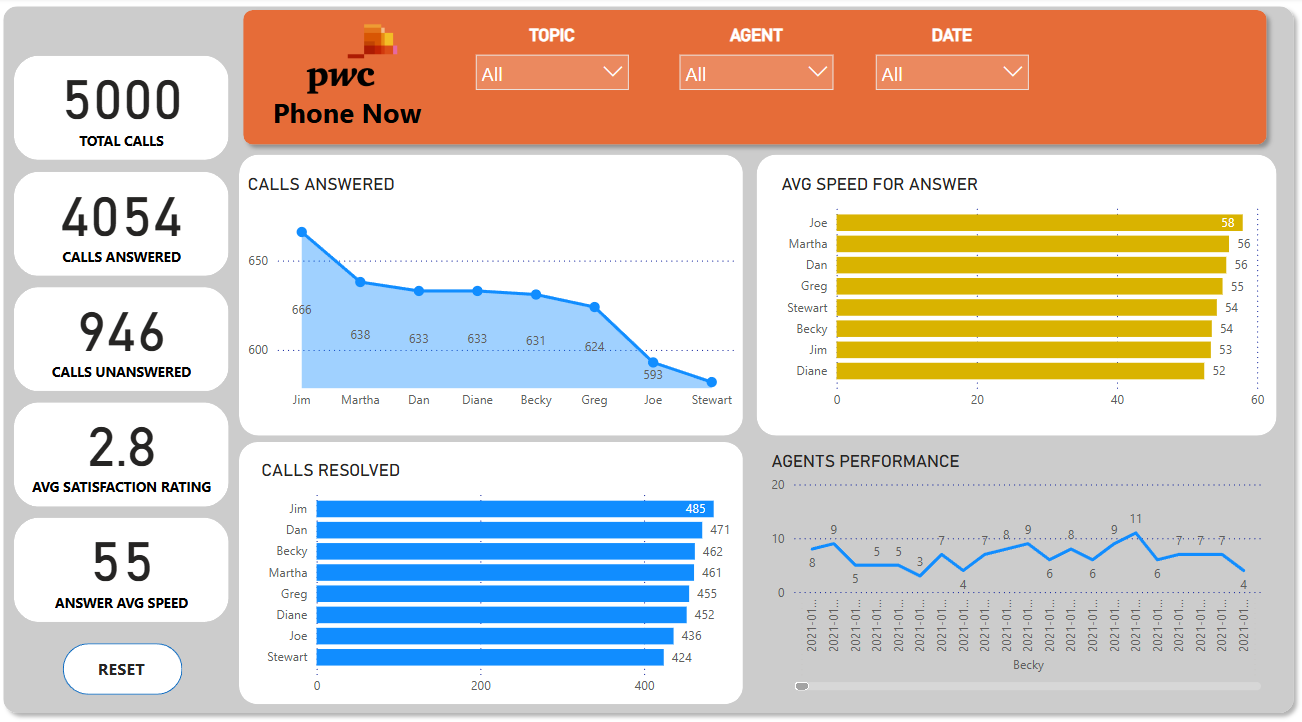 5000
TOTAL CALLS
4054
CALLS ANSWERED
946
CALLS UNANSWERED
2.8
AVG SATISFACTION RATING
55
ANSWER AVG SPEED
RESET
pwc
Phone Now
TOPIC
All
AGENT
All
DATE
All
CALLS ANSWERED
650
600
666
638
633
633
631
624
593
Jim Martha Dan Diane Becky Greg Joe Stewart
AVG SPEED FOR ANSWER
Joe 58
Martha 56
Dan 56
Greg 55
Stewart 54
Becky 54
Jim 53
Diane 52
0 20 40 60
CALLS RESOLVED
Jim 485
Dan 471
Becky 462
Martha 461
Greg 455
Diane 452
Joe 436
Stewart 424
0 200 400
AGENTS PERFORMANCE
20
10
0
8 9 5 5 5 3 7 4 7 8 9 6 8 6 9 11 6 7 7 7 4
2021-01... 2021-01... 2021-01... 2021-01... 2021-01... 2021-01... 2021-01... 2021-01... 2021-01... 2021-01... 2021-01... 2021-01... 2021-01... 2021-01... 2021-01... 2021-01... 2021-01... 2021-01... 2021-01... 2021-01... 2021-01...
Becky